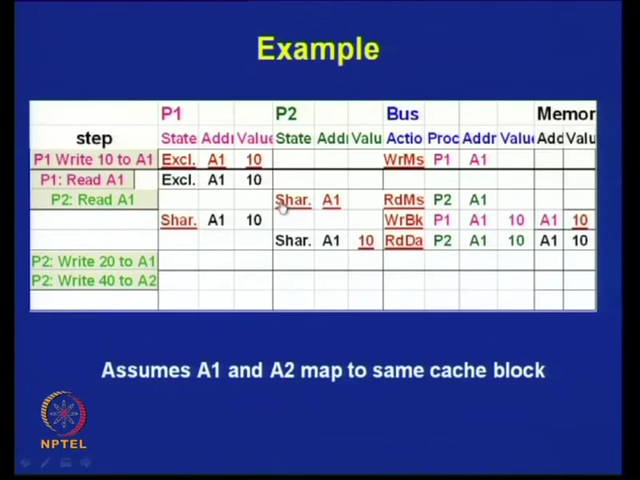 Example
P1 P2 Bus Memor
step State Addr Value State Addr Valu Actio Proc Addr Value Add Valu
P1 Write 10 to A1 Excl. A1 10 WrMs P1 A1
P1: Read A1 Excl. A1 10
P2: Read A1 Shar. A1 RdMs P2 A1
Shar. A1 10 WrBk P1 A1 10 A1 10
Shar. A1 10 RdDa P2 A1 10 A1 10
P2: Write 20 to A1
P2: Write 40 to A2
Assumes A1 and A2 map to same cache block
NPTEL